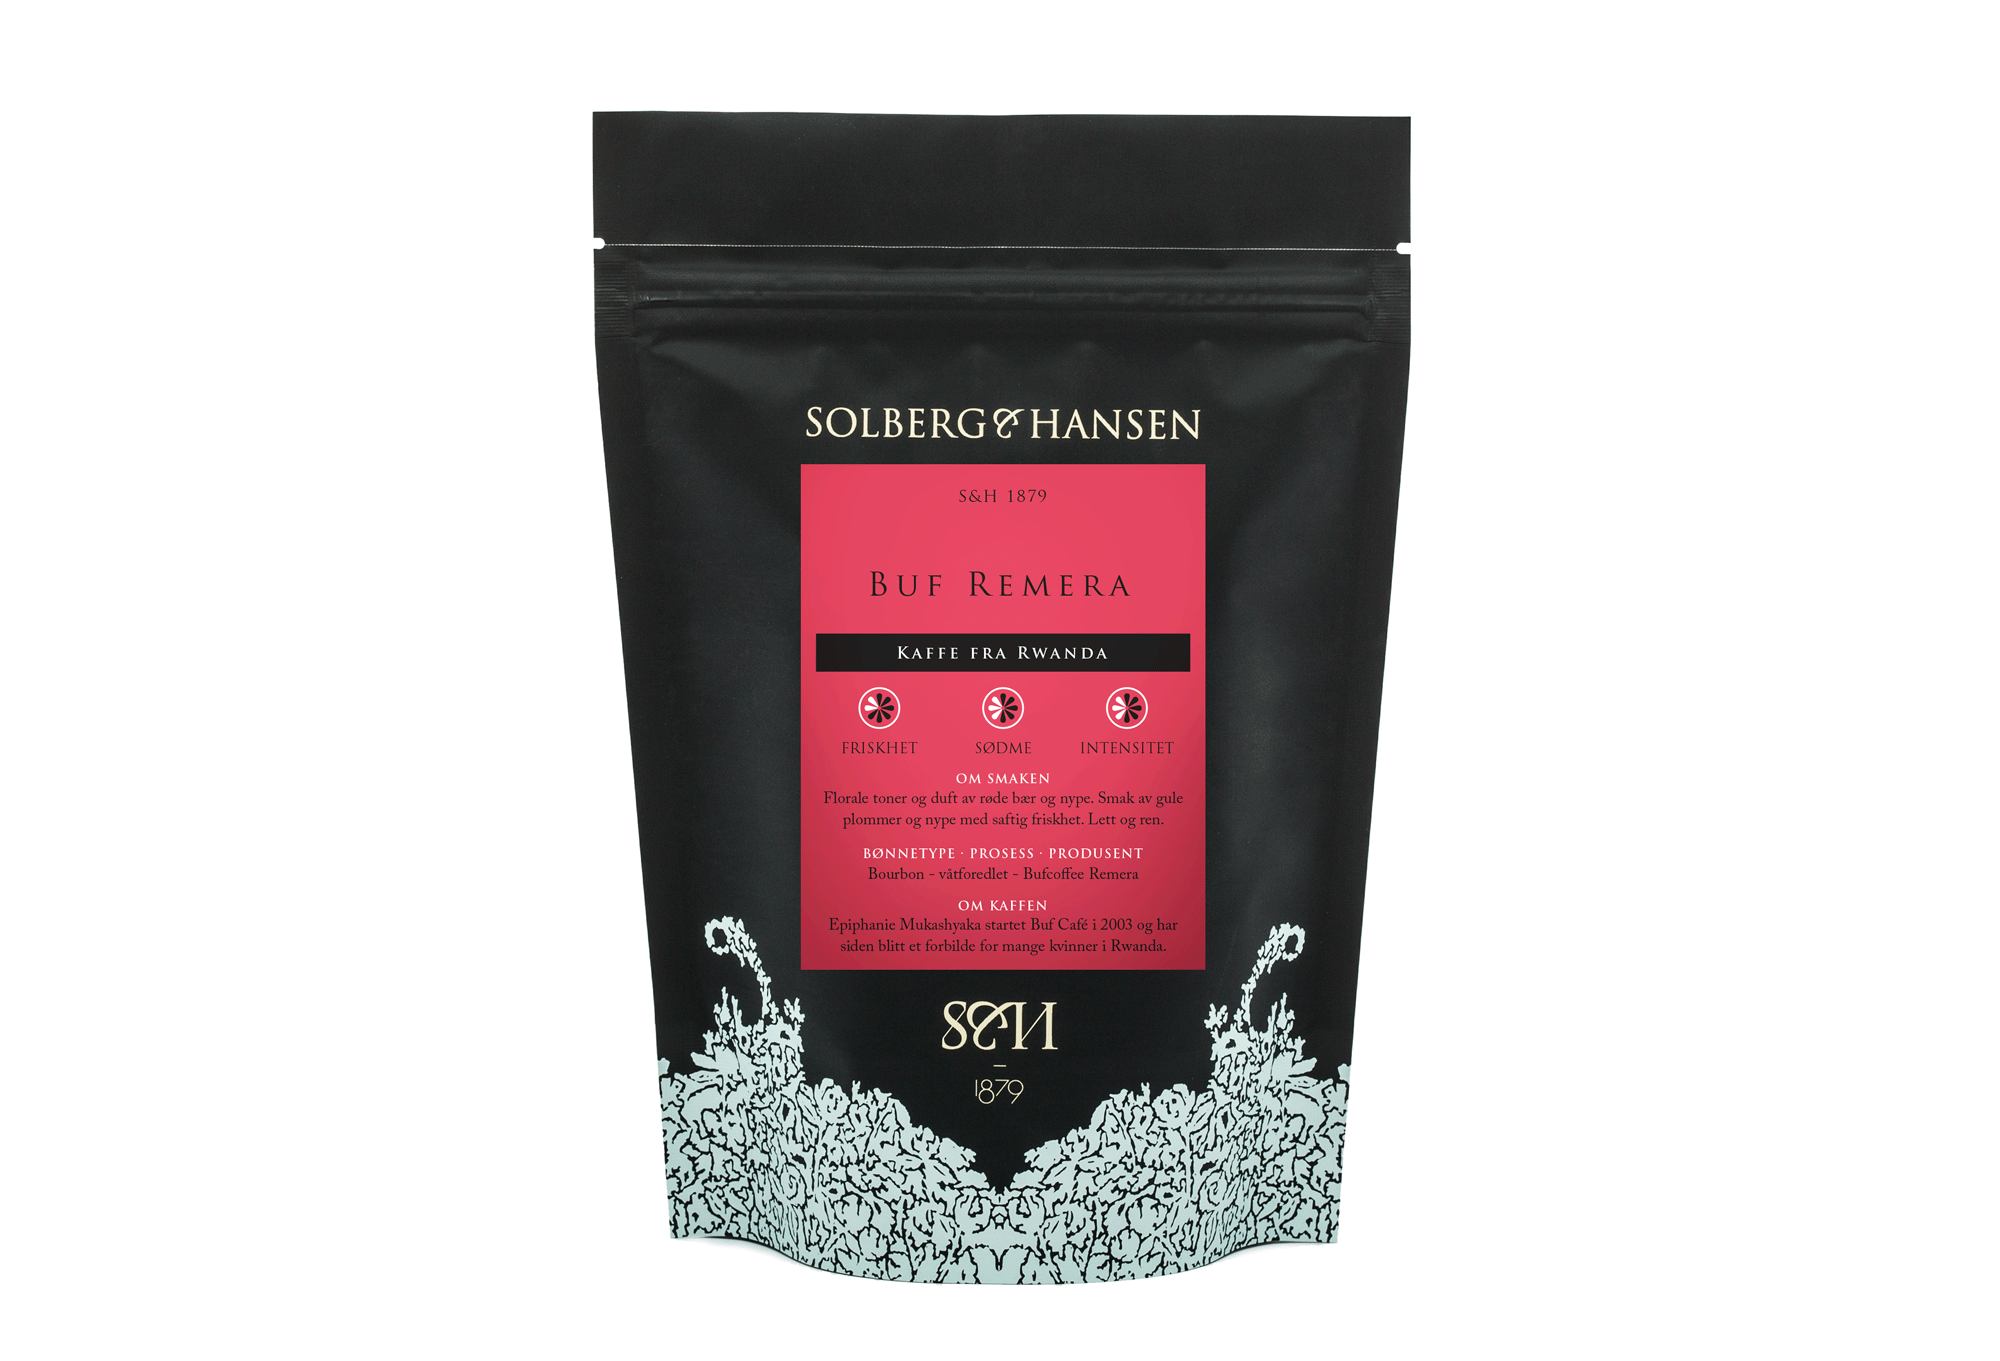 SOLBERG & HANSEN
S&H 1879
BUF REMERA
KAFFE FRA RWANDA
FRISKHET SØDME INTENSITET
OM SMAKEN
Florale toner og duft av røde bær og nype. Smak av gule
plommer og nype med saftig friskhet. Lett og ren.
BØNNETYPE · PROSESS · PRODUSENT
Bourbon - våtforedlet - Bufcoffee Remera
OM KAFFEN
Epiphanie Mukashyaka startet Buf Café i 2003 og har
siden blitt et forbilde for mange kvinner i Rwanda.
S&H
1879